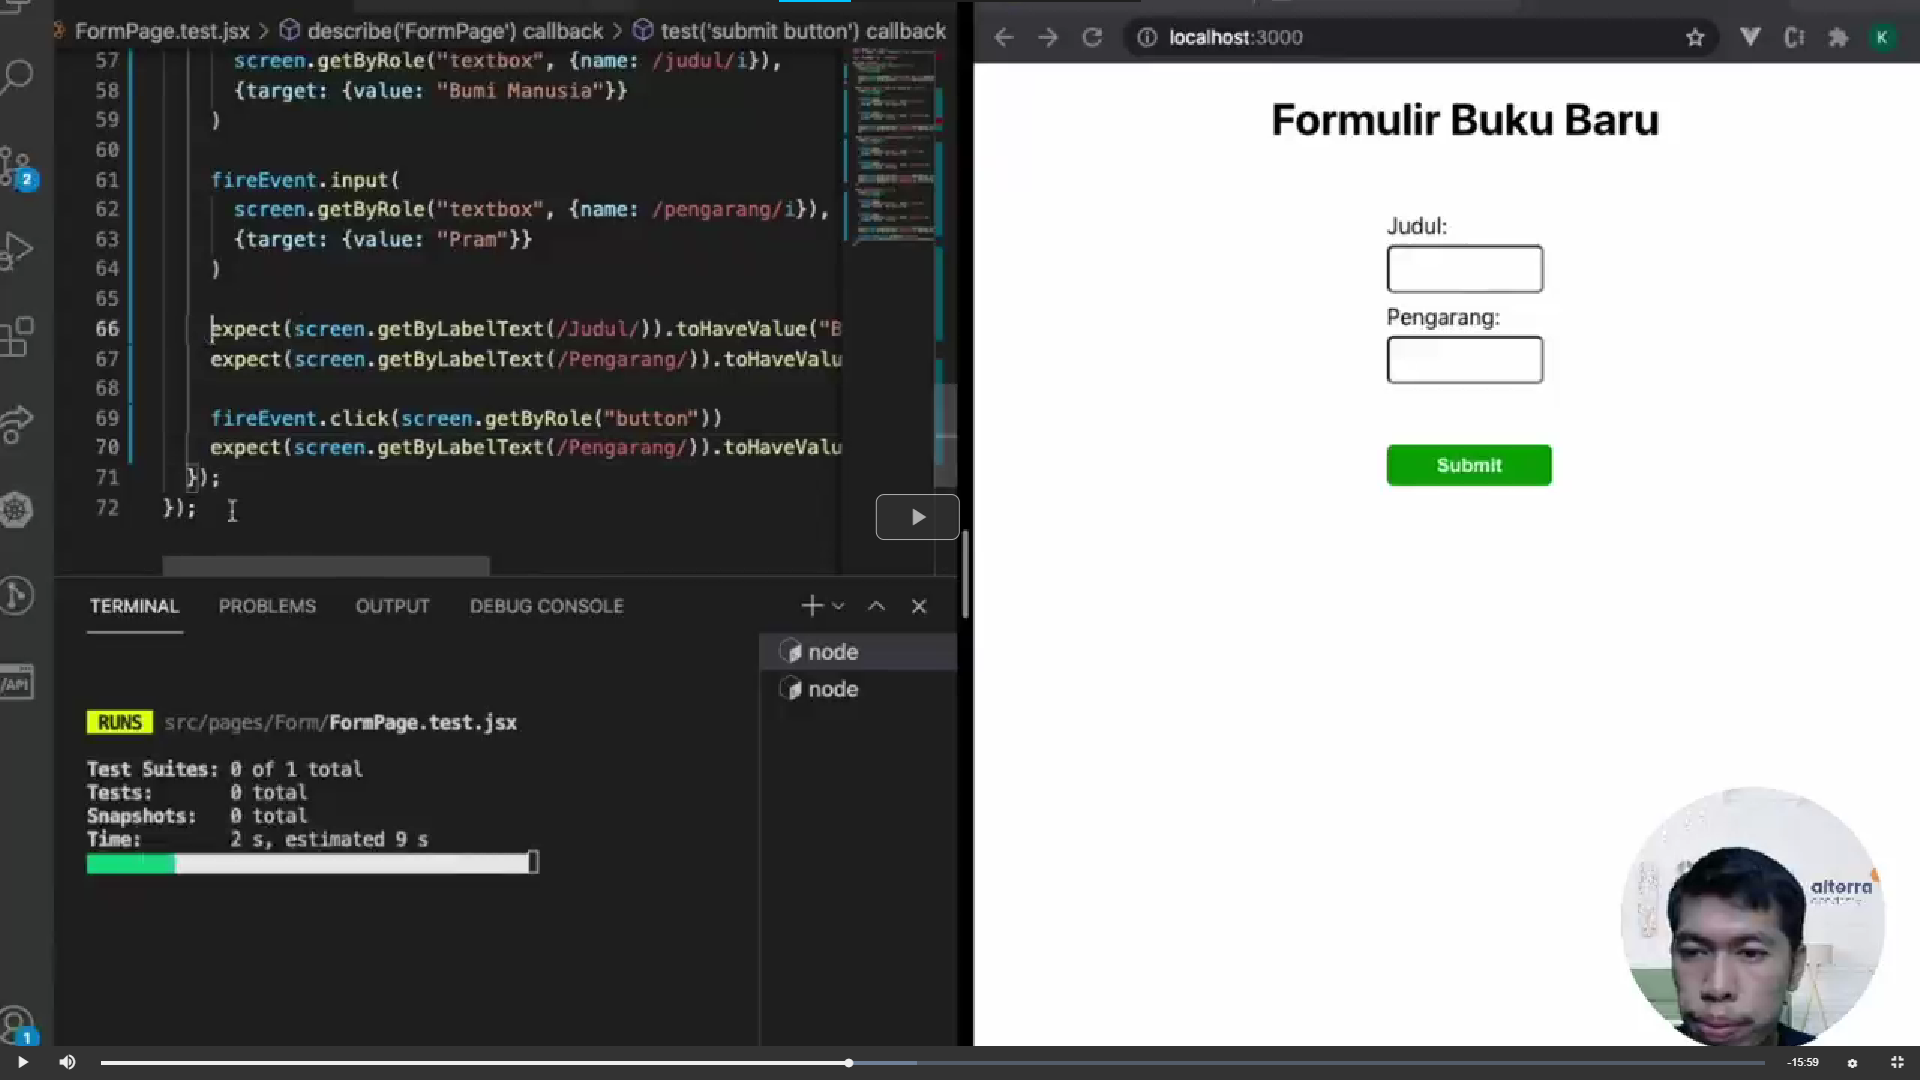 FormPage.test.jsx > describe('FormPage') callback > test('submit button') callback
57 screen.getByRole("textbox", {name: /judul/i}),
58 {target: {value: "Bumi Manusia"}}
59 )
60
61 fireEvent.input(
62 screen.getByRole("textbox", {name: /pengarang/i}),
63 {target: {value: "Pram"}}
64 )
65
66 expect(screen.getByLabelText(/Judul/)).toHaveValue("B
67 expect(screen.getByLabelText(/Pengarang/)).toHaveValu
68
69 fireEvent.click(screen.getByRole("button"))
70 expect(screen.getByLabelText(/Pengarang/)).toHaveValu
71 });
72 });
2
/API
1
TERMINAL PROBLEMS OUTPUT DEBUG CONSOLE
node
node
RUNS src/pages/Form/FormPage.test.jsx
Test Suites: 0 of 1 total
Tests: 0 total
Snapshots: 0 total
Time: 2 s, estimated 9 s
localhost:3000
K
Formulir Buku Baru
Judul:
Pengarang:
Submit
alterra
academy
-15:59